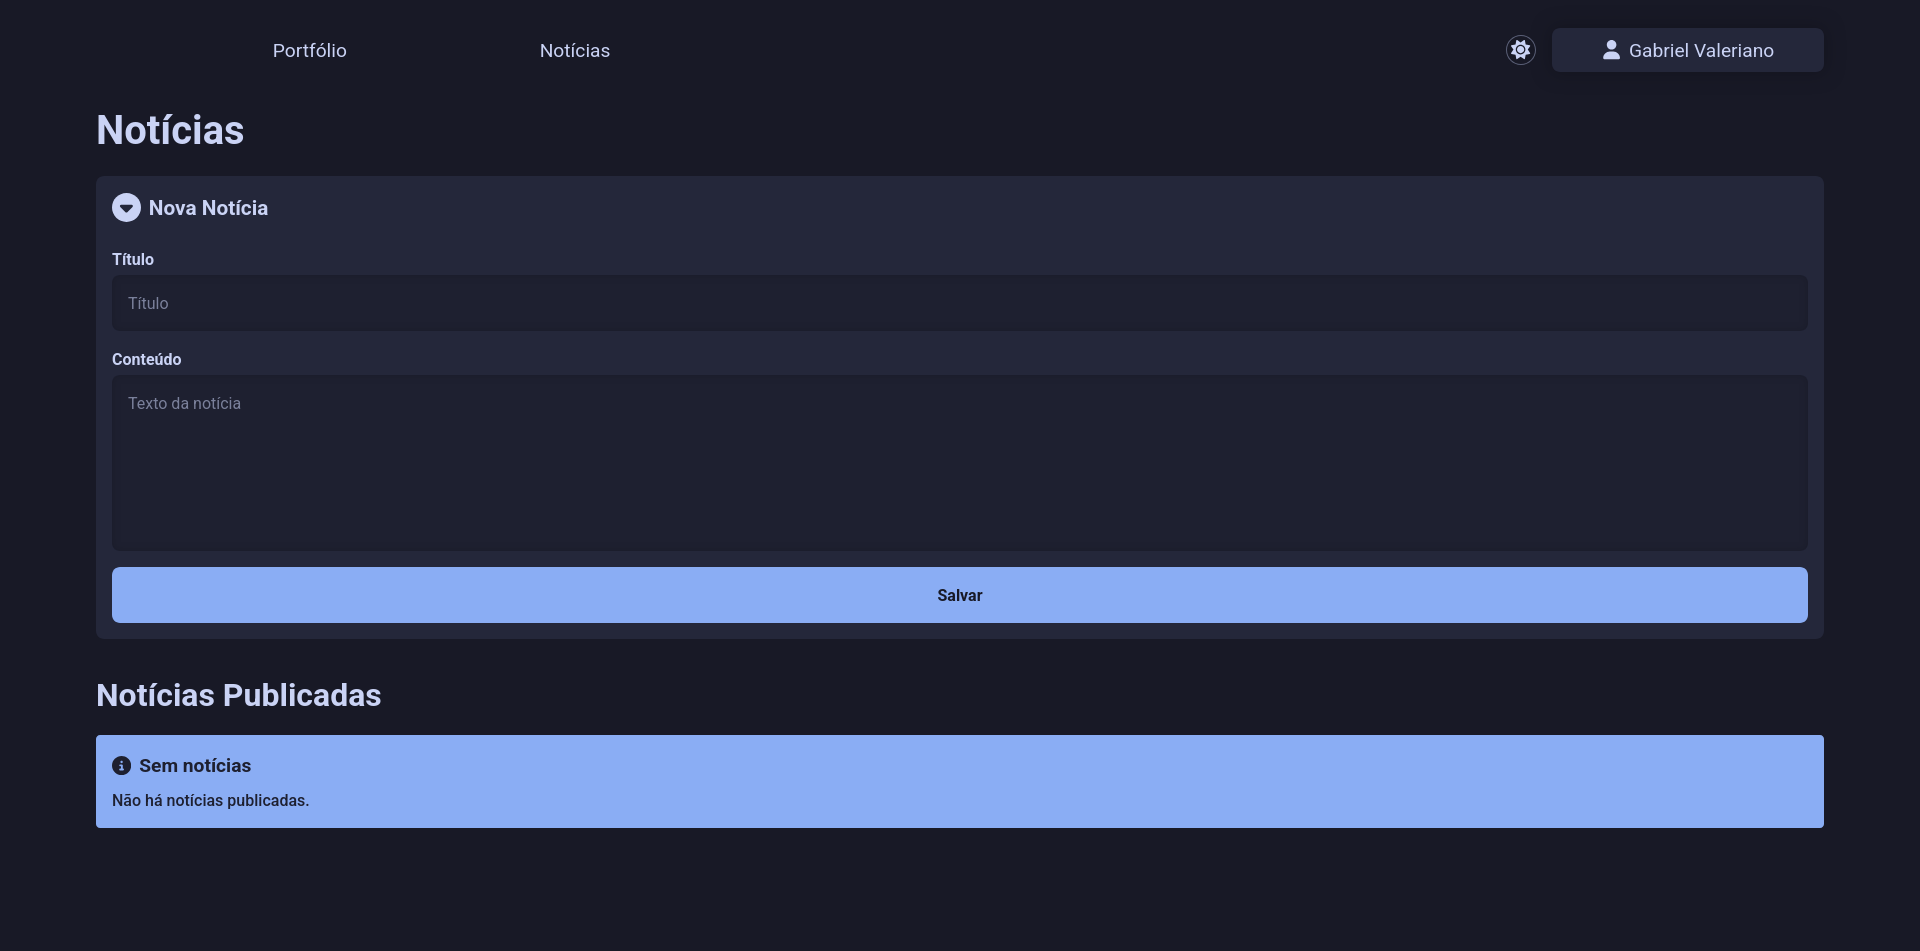 Portfólio
Notícias
Gabriel Valeriano
Notícias
Nova Notícia
Título
Título
Conteúdo
Texto da notícia
Salvar
Notícias Publicadas
Sem notícias
Não há notícias publicadas.